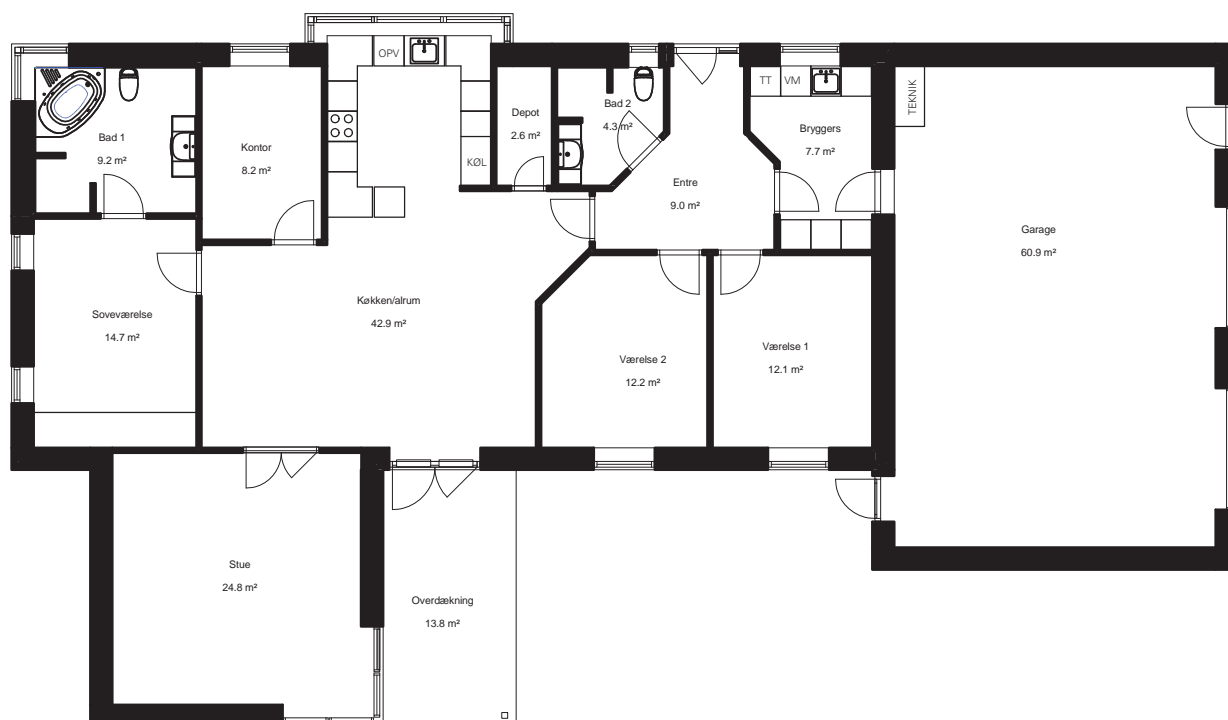 OPV
TT
VM
TEKNIK
Bad 1
9.2 m²
Kontor
8.2 m²
KØL
Depot
2.6 m²
Bad 2
4.3 m²
Bryggers
7.7 m²
Entre
9.0 m²
Garage
60.9 m²
Soveværelse
14.7 m²
Køkken/alrum
42.9 m²
Værelse 2
12.2 m²
Værelse 1
12.1 m²
Stue
24.8 m²
Overdækning
13.8 m²